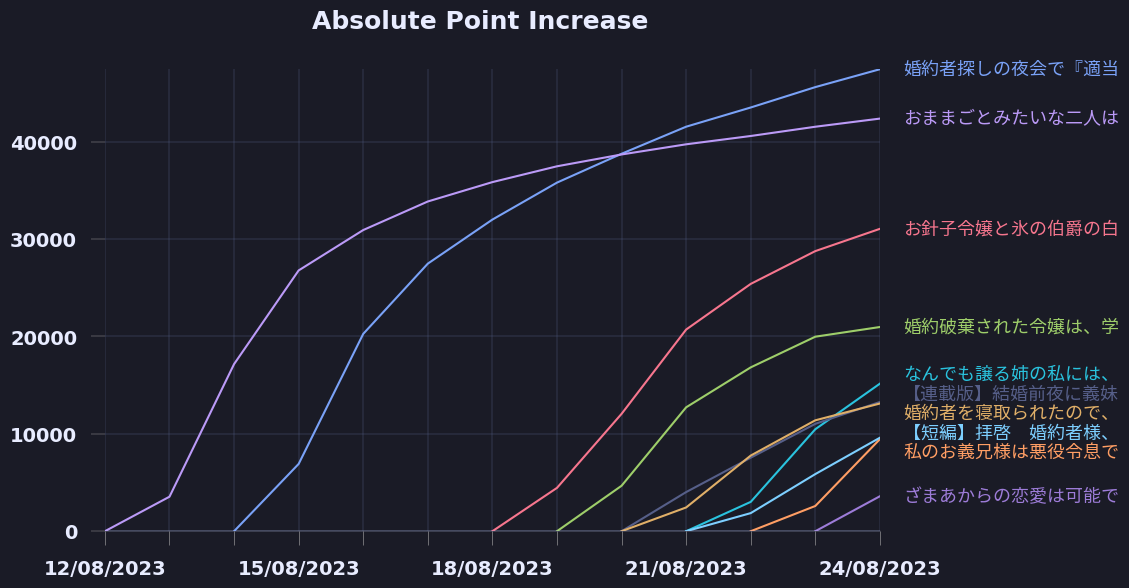 Absolute Point Increase
婚約者探しの夜会で『適当
おままごとみたいな二人は
40000
30000
お針子令嬢と氷の伯爵の白
20000
婚約破棄された令嬢は、学
なんでも譲る姉の私には、
【連載版】結婚前夜に義妹
婚約者を寝取られたので、
10000
【短編】拝啓　婚約者様、
私のお義兄様は悪役令息で
ざまあからの恋愛は可能で
0
12/08/2023 15/08/2023 18/08/2023 21/08/2023 24/08/2023